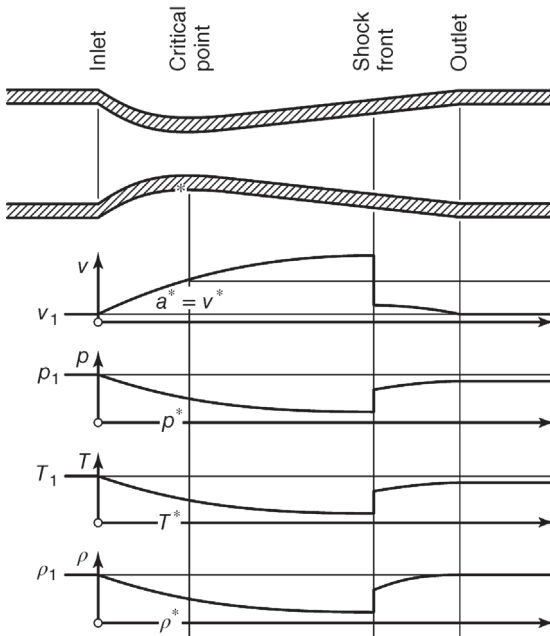 Inlet
Critical
point
Shock
front
Outlet
*
v
a* = v*
v₁
p
p₁
p*
T
T₁
T*
ρ
ρ₁
ρ*